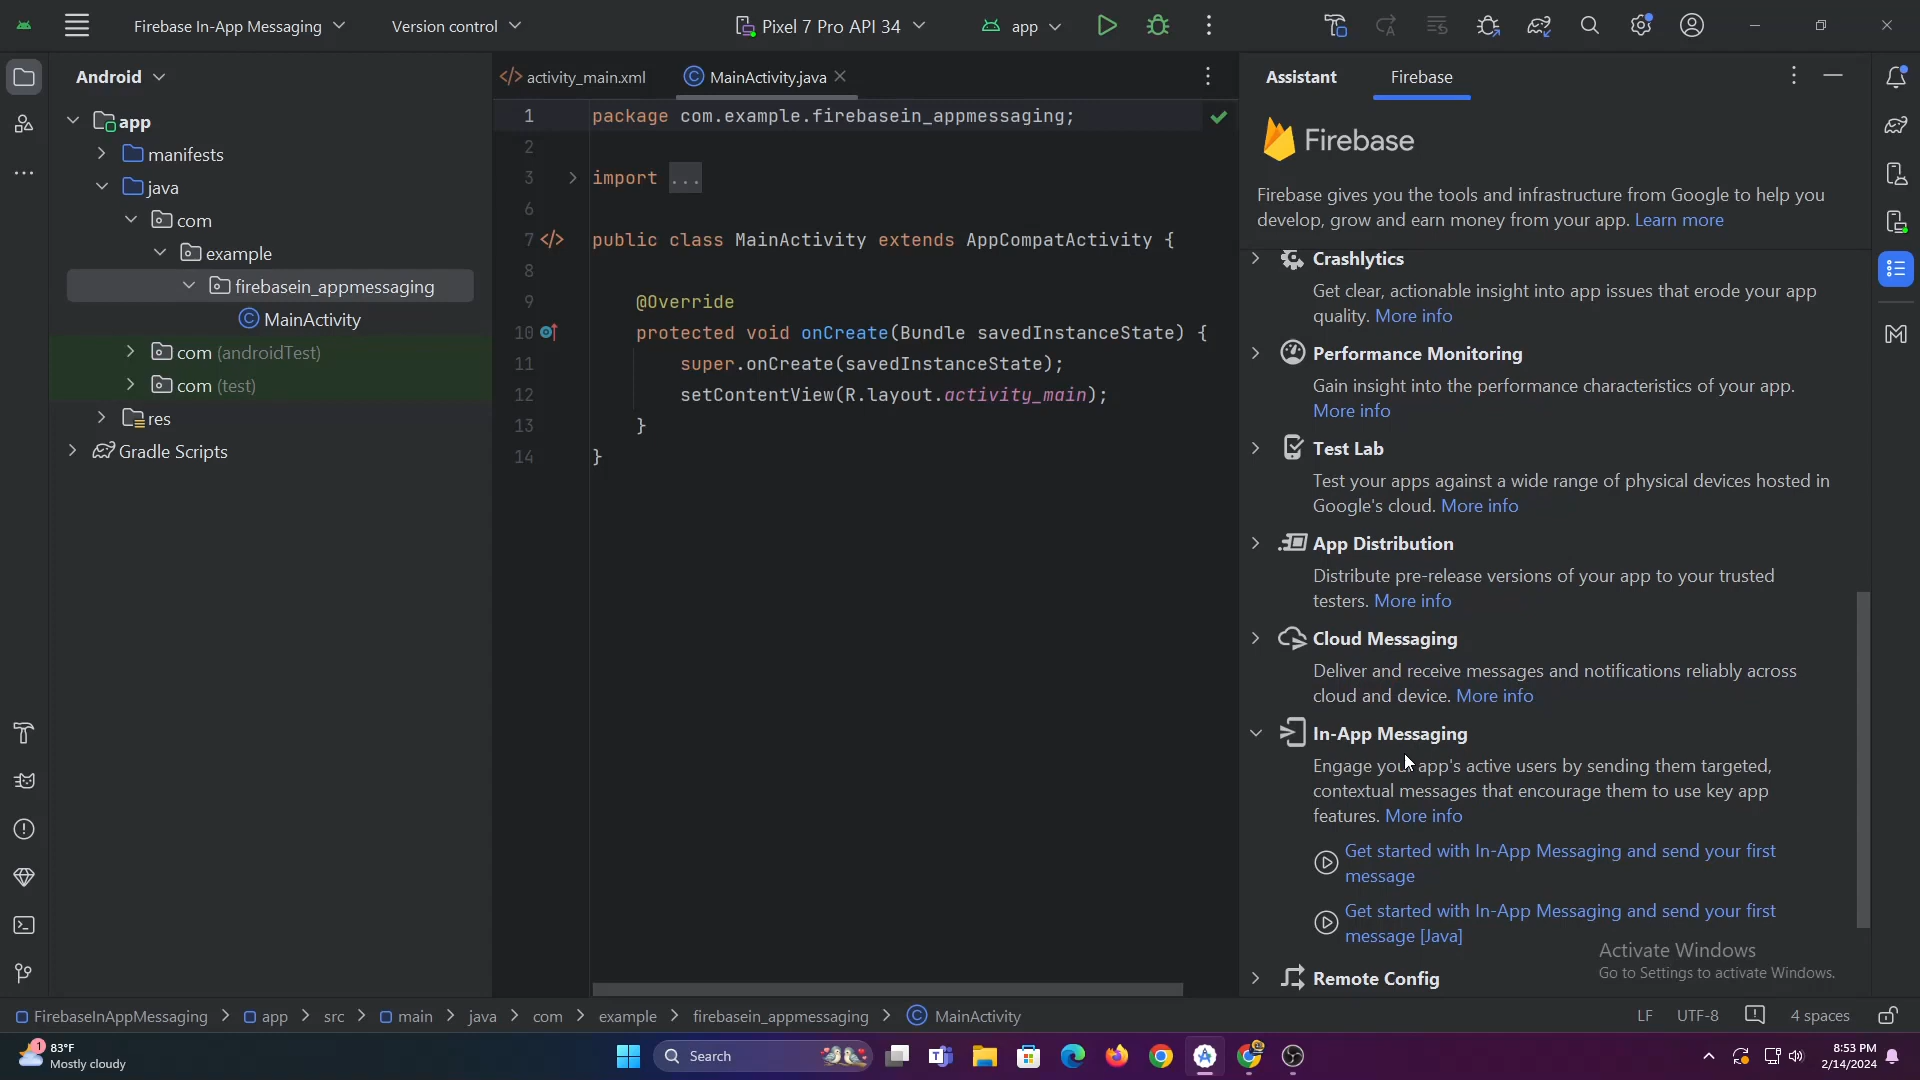 Firebase In-App Messaging
Version control
Pixel 7 Pro API 34
app
Android
app
manifests
java
com
example
firebasein_appmessaging
MainActivity
com (androidTest)
com (test)
res
Gradle Scripts
activity_main.xml
MainActivity.java
1 package com.example.firebasein_appmessaging;
2
3 import ...
6
7 public class MainActivity extends AppCompatActivity {
8
9 @Override
10 protected void onCreate(Bundle savedInstanceState) {
11 super.onCreate(savedInstanceState);
12 setContentView(R.layout.activity_main);
13 }
14 }
Assistant
Firebase
Firebase
Firebase gives you the tools and infrastructure from Google to help you
develop, grow and earn money from your app. Learn more
Crashlytics
Get clear, actionable insight into app issues that erode your app
quality. More info
Performance Monitoring
Gain insight into the performance characteristics of your app.
More info
Test Lab
Test your apps against a wide range of physical devices hosted in
Google's cloud. More info
App Distribution
Distribute pre-release versions of your app to your trusted
testers. More info
Cloud Messaging
Deliver and receive messages and notifications reliably across
cloud and device. More info
In-App Messaging
Engage your app's active users by sending them targeted,
contextual messages that encourage them to use key app
features. More info
Get started with In-App Messaging and send your first
message
Get started with In-App Messaging and send your first
message [Java]
Remote Config
Activate Windows
Go to Settings to activate Windows.
FirebaseInAppMessaging
app
src
main
java
com
example
firebasein_appmessaging
MainActivity
LF
UTF-8
4 spaces
1
83°F
Mostly cloudy
Search
8:53 PM
2/14/2024